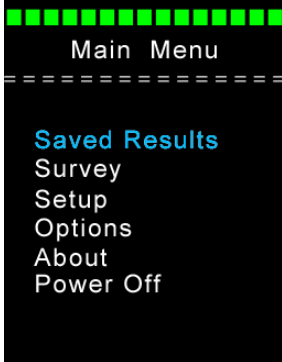 Main Menu
===============
Saved Results
Survey
Setup
Options
About
Power Off